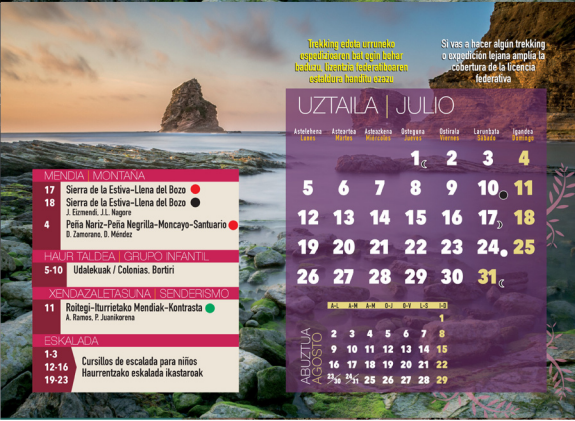 Trekking edota urruneko
espedizioaren bat egin behar
baduzu, lizentzia federatiboaren
estaldura handitu ezazu
Si vas a hacer algún trekking
o expedición lejana amplia la
cobertura de la licencia
federativa
UZTAILA | JULIO
Astelehena Asteartea Asteazkena Osteguna Ostirala Larunbata Igandea
Lunes Martes Miércoles Jueves Viernes Sábado Domingo
1 2 3 4
5 6 7 8 9 10 11
12 13 14 15 16 17 18
19 20 21 22 23 24 25
26 27 28 29 30 31
MENDIA | MONTAÑA
17 Sierra de la Estiva-Llena del Bozo
18 Sierra de la Estiva-Llena del Bozo
J. Eizmendi, J.L. Nagore
4 Peña Nariz-Peña Negrilla-Moncayo-Santuario
D. Zamorano, D. Méndez
HAUR TALDEA | GRUPO INFANTIL
5-10 Udalekuak / Colonias. Bortiri
XENDAZALETASUNA | SENDERISMO
11 Roitegi-Iturrietako Mendiak-Kontrasta
A. Ramos, P. Juanikorena
ESKALADA
1-3
12-16
19-23
Cursillos de escalada para niños
Haurrentzako eskalada ikastaroak
ABUZTUA
AGOSTO
A-L A-M A-M O-J O-V L-S I-D
1
2 3 4 5 6 7 8
9 10 11 12 13 14 15
16 17 18 19 20 21 22
23/30 24/31 25 26 27 28 29